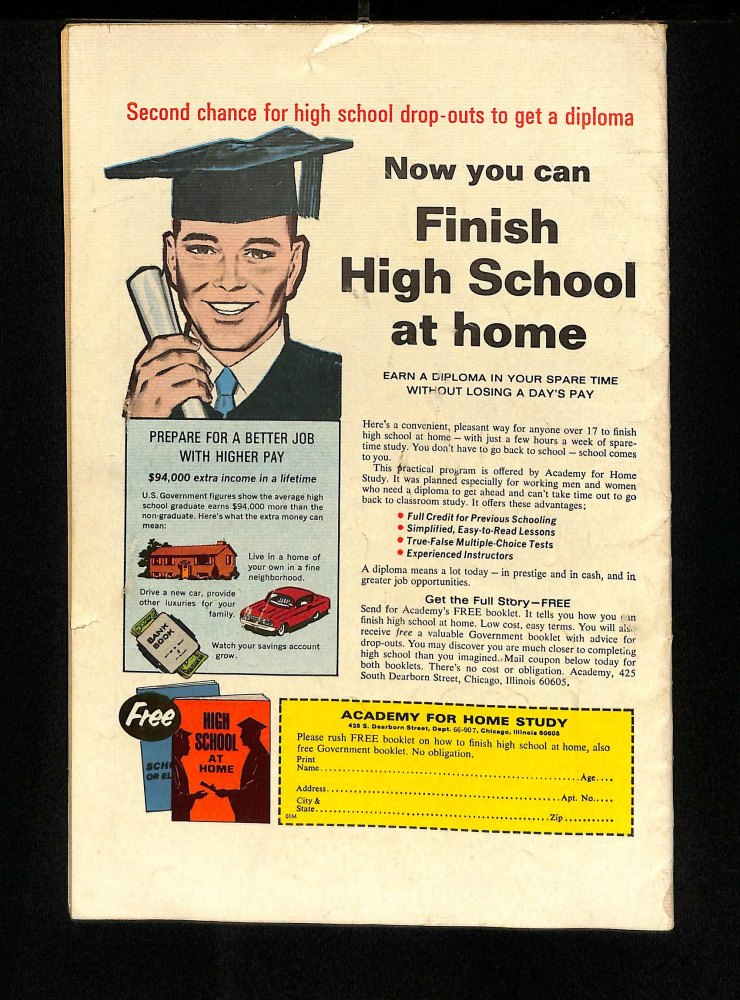 Second chance for high school drop-outs to get a diploma
Now you can
Finish
High School
at home
EARN A DIPLOMA IN YOUR SPARE TIME
WITHOUT LOSING A DAY'S PAY
PREPARE FOR A BETTER JOB
WITH HIGHER PAY
$94,000 extra income in a lifetime
U.S. Government figures show the average high
school graduate earns $94,000 more than the
non-graduate. Here's what the extra money can
mean:
Live in a home of
your own in a fine
neighborhood.
Drive a new car, provide
other luxuries for your
family.
BANK
BOOK
Watch your savings account
grow.
Here's a convenient, pleasant way for anyone over 17 to finish
high school at home — with just a few hours a week of spare-
time study. You don't have to go back to school — school comes
to you.
This practical program is offered by Academy for Home
Study. It was planned especially for working men and women
who need a diploma to get ahead and can't take time out to go
back to classroom study. It offers these advantages:
• Full Credit for Previous Schooling
• Simplified, Easy-to-Read Lessons
• True-False Multiple-Choice Tests
• Experienced Instructors
A diploma means a lot today — in prestige and in cash, and in
greater job opportunities.
Get the Full Story—FREE
Send for Academy's FREE booklet. It tells you how you can
finish high school at home. Low cost, easy terms. You will also
receive free a valuable Government booklet with advice for
drop-outs. You may discover you are much closer to completing
high school than you imagined. Mail coupon below today for
both booklets. There's no cost or obligation. Academy, 425
South Dearborn Street, Chicago, Illinois 60605.
Free
SCH
OR EL
HIGH
SCHOOL
AT
HOME
ACADEMY FOR HOME STUDY
425 S. Dearborn Street, Dept. 66-907, Chicago, Illinois 60605
Please rush FREE booklet on how to finish high school at home, also
free Government booklet. No obligation.
Print
Name.......................................................Age....
Address..................................................Apt. No.....
City &
State..................................................Zip...........
01M